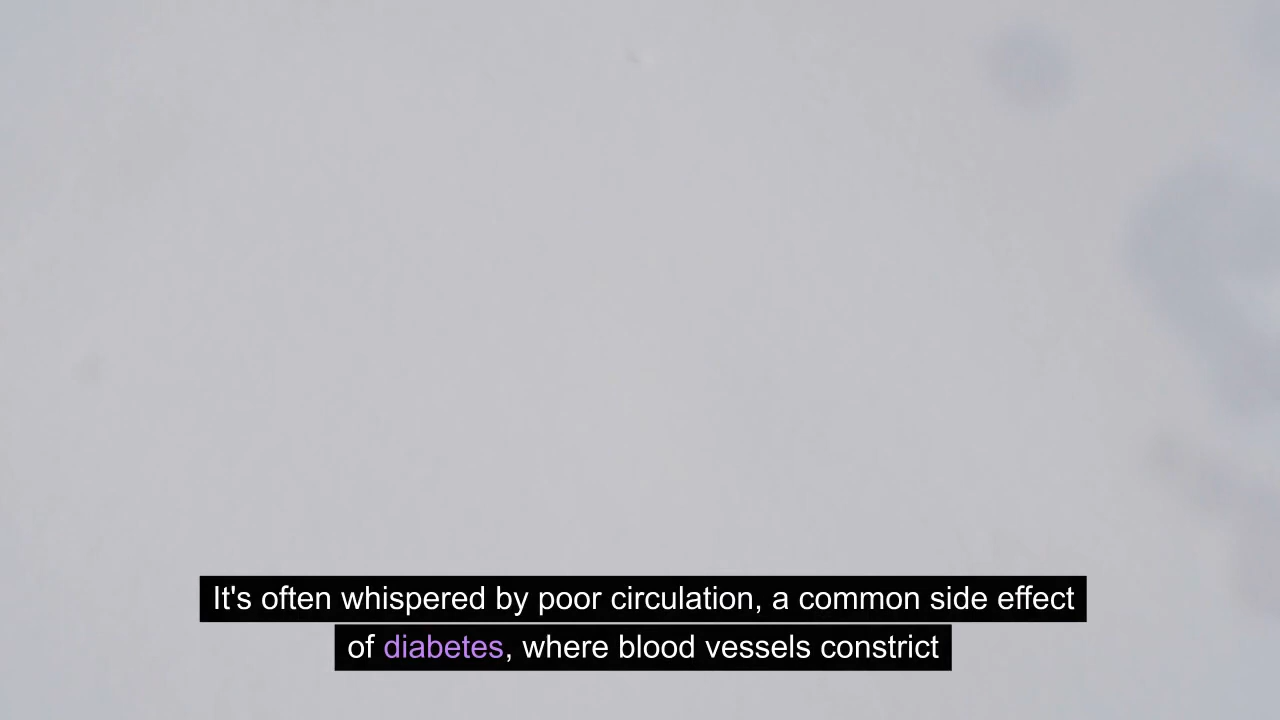 It's often whispered by poor circulation, a common side effect
of diabetes, where blood vessels constrict